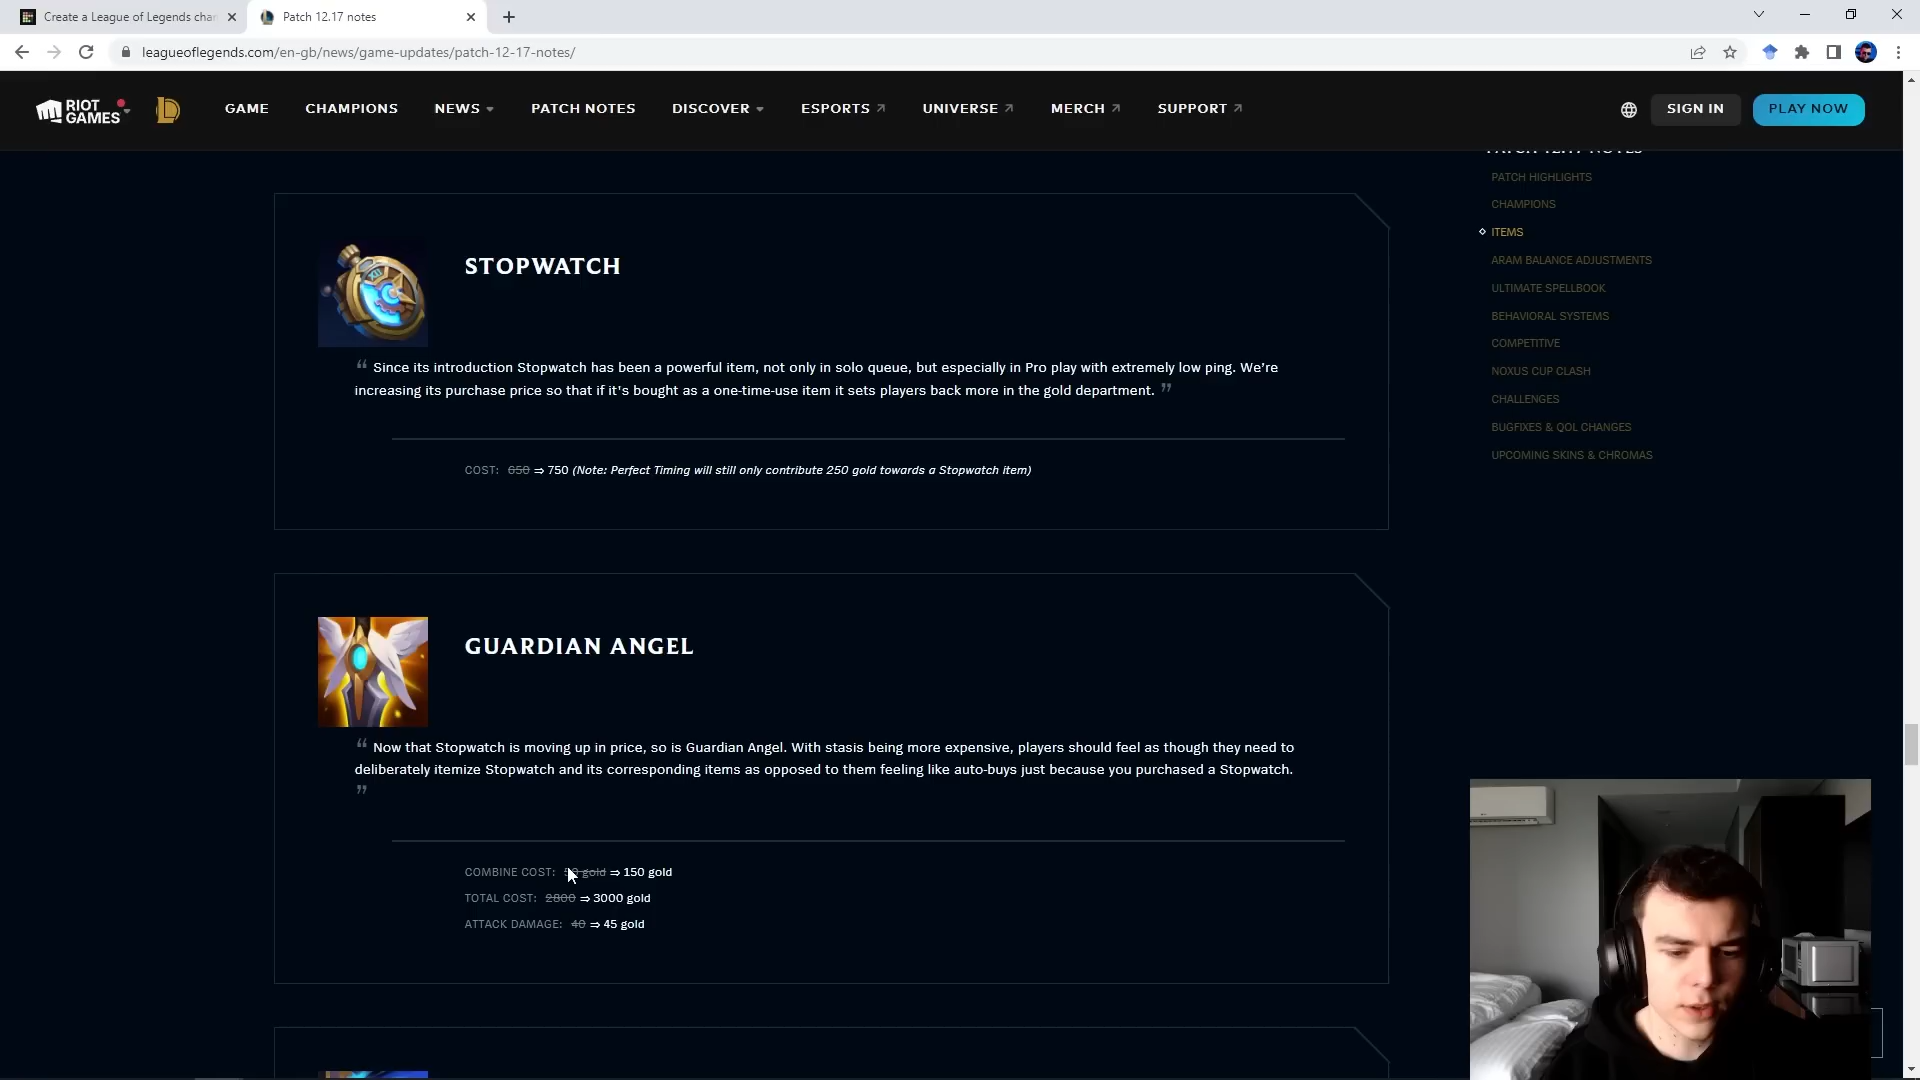 Create a League of Legends char
Patch 12.17 notes
leagueoflegends.com/en-gb/news/game-updates/patch-12-17-notes/
RIOT GAMES
GAME
CHAMPIONS
NEWS
PATCH NOTES
DISCOVER
ESPORTS
UNIVERSE
MERCH
SUPPORT
SIGN IN
PLAY NOW
PATCH 12.17 NOTES
PATCH HIGHLIGHTS
CHAMPIONS
ITEMS
ARAM BALANCE ADJUSTMENTS
ULTIMATE SPELLBOOK
BEHAVIORAL SYSTEMS
COMPETITIVE
NOXUS CUP CLASH
CHALLENGES
BUGFIXES & QOL CHANGES
UPCOMING SKINS & CHROMAS
STOPWATCH
“ Since its introduction Stopwatch has been a powerful item, not only in solo queue, but especially in Pro play with extremely low ping. We’re
increasing its purchase price so that if it's bought as a one-time-use item it sets players back more in the gold department. ”
COST: 650 ⇒ 750 (Note: Perfect Timing will still only contribute 250 gold towards a Stopwatch item)
GUARDIAN ANGEL
“ Now that Stopwatch is moving up in price, so is Guardian Angel. With stasis being more expensive, players should feel as though they need to
deliberately itemize Stopwatch and its corresponding items as opposed to them feeling like auto-buys just because you purchased a Stopwatch.
”
COMBINE COST: gold ⇒ 150 gold
TOTAL COST: 2800 ⇒ 3000 gold
ATTACK DAMAGE: 40 ⇒ 45 gold